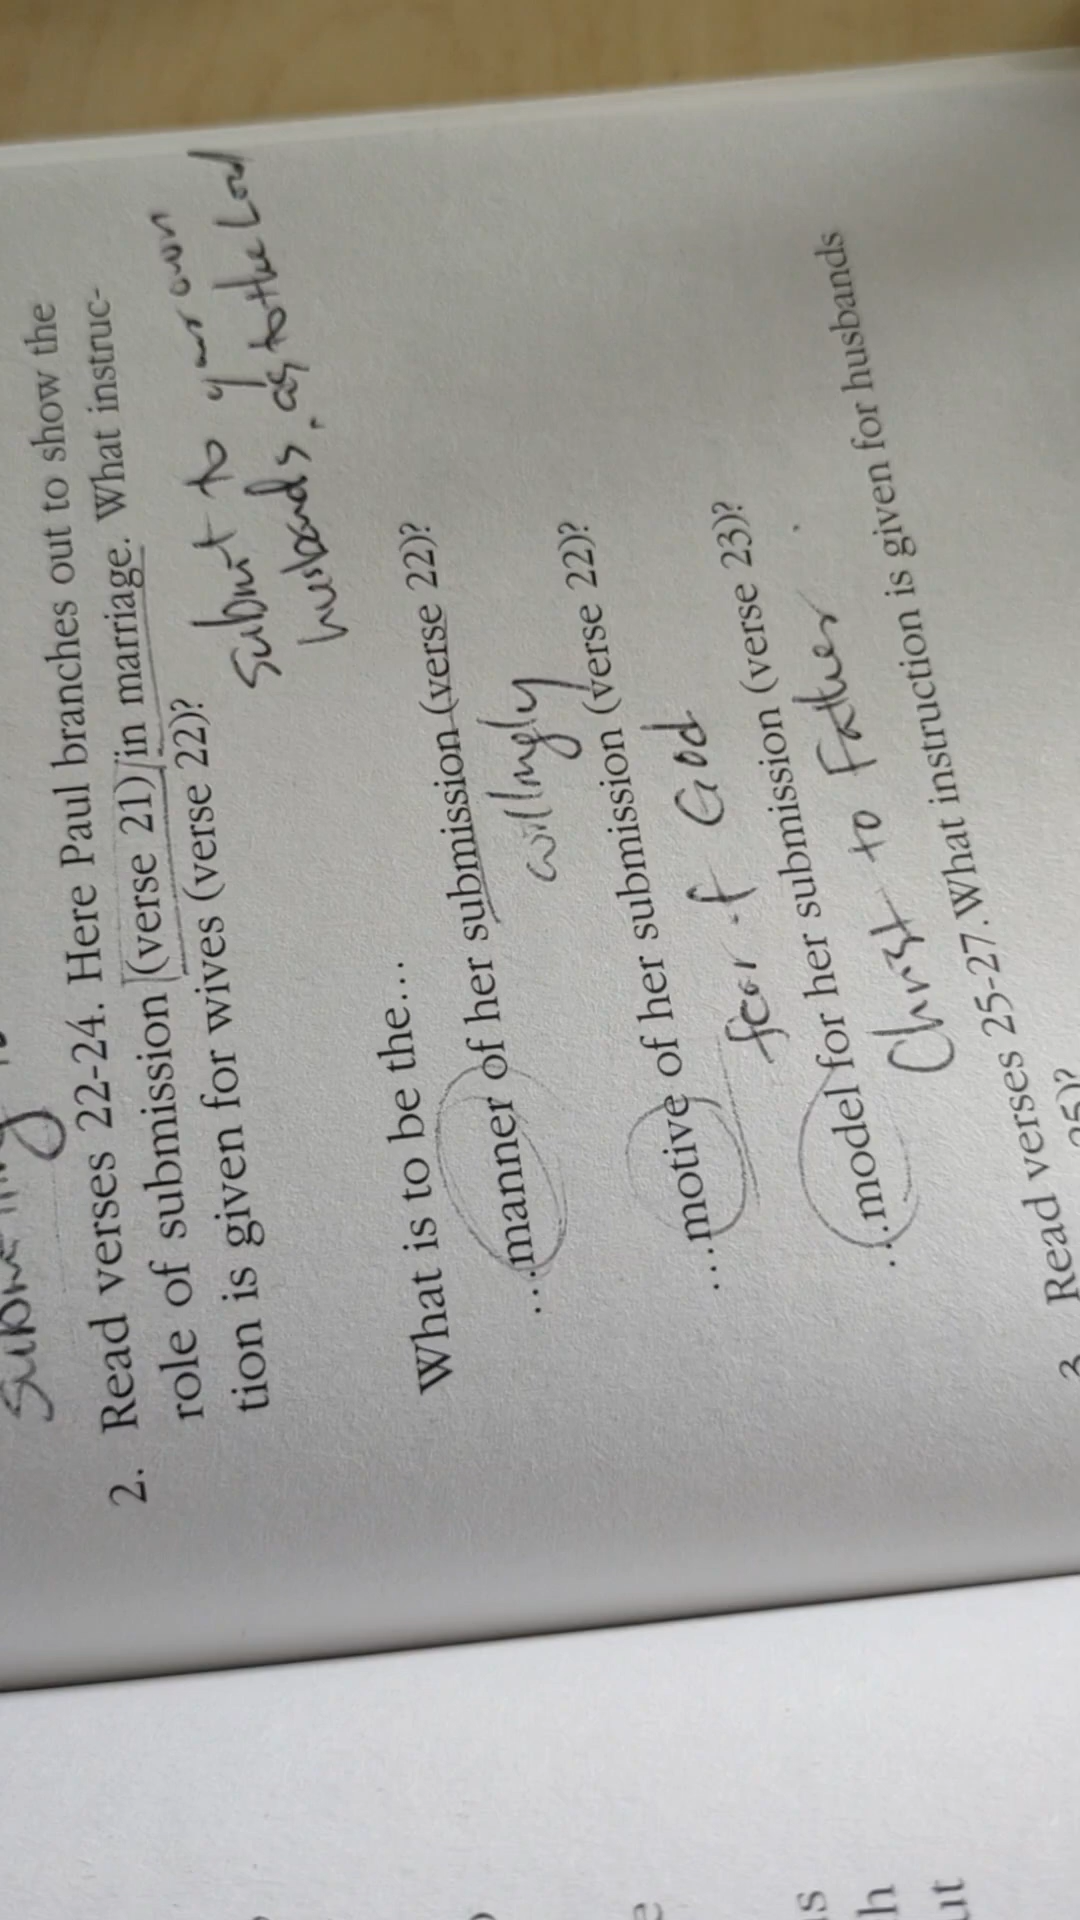 2. Read verses 22-24. Here Paul branches out to show the
role of submission (verse 21) in marriage. What instruc-
tion is given for wives (verse 22)?
Submit to your own
husbands, as to the Lord
What is to be the...
...manner of her submission (verse 22)?
willingly
...motive of her submission (verse 22)?
fear of God
...model for her submission (verse 23)?
Christ to Father
Read verses 25-27. What instruction is given for husbands